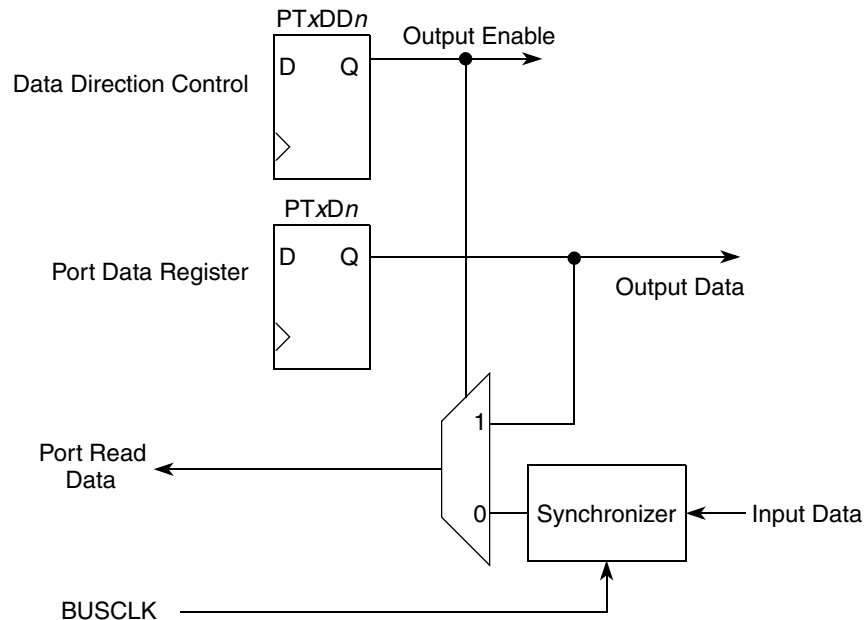 PTxDDn
Output Enable
D Q
Data Direction Control
PTxDn
D Q
Port Data Register
Output Data
1
Port Read
Data
0
Synchronizer
Input Data
BUSCLK